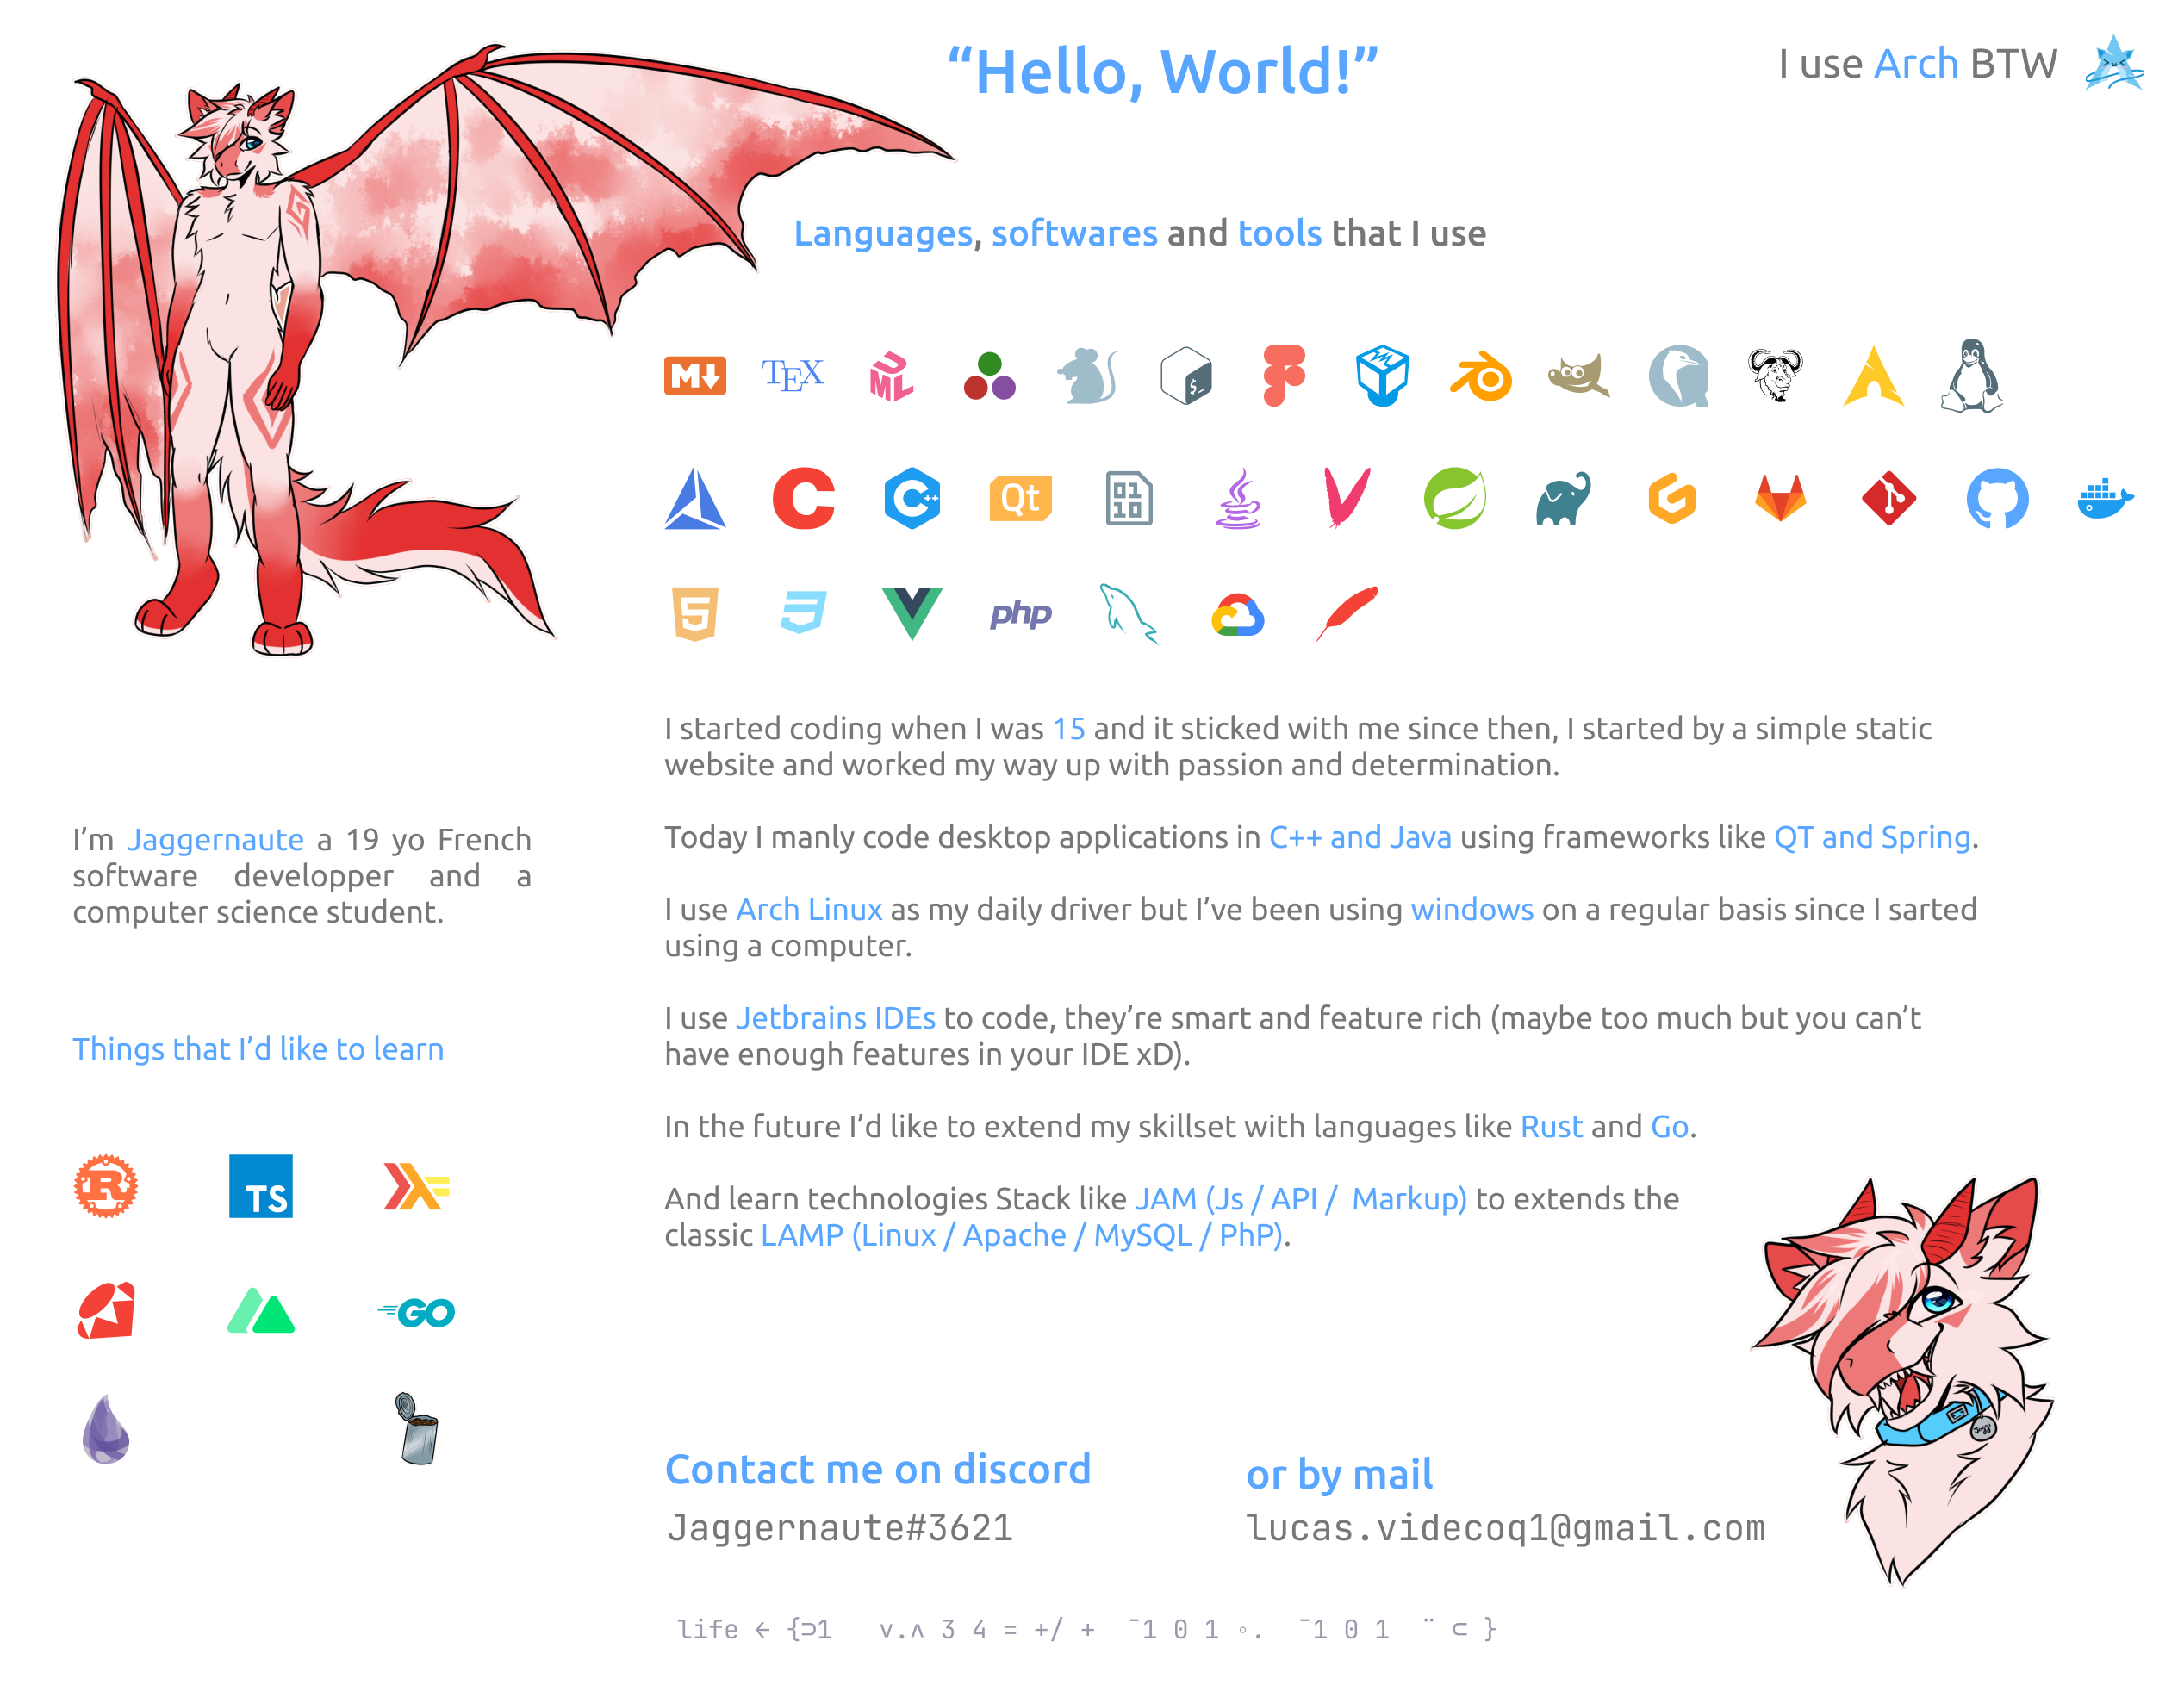 “Hello, World!”
I use Arch BTW
Languages, softwares and tools that I use
M
TEX
UML
$_
C
C++
Qt
01
10
5
php
I started coding when I was 15 and it sticked with me since then, I started by a simple static
website and worked my way up with passion and determination.
Today I manly code desktop applications in C++ and Java using frameworks like QT and Spring.
I use Arch Linux as my daily driver but I’ve been using windows on a regular basis since I sarted
using a computer.
I use Jetbrains IDEs to code, they’re smart and feature rich (maybe too much but you can’t
have enough features in your IDE xD).
In the future I’d like to extend my skillset with languages like Rust and Go.
And learn technologies Stack like JAM (Js / API / Markup) to extends the
classic LAMP (Linux / Apache / MySQL / PhP).
I’m Jaggernaute a 19 yo French
software developper and a
computer science student.
Things that I’d like to learn
R
TS
GO
Contact me on discord
Jaggernaute#3621
or by mail
lucas.videcoq1@gmail.com
Jagg
life ← {⊃1 ∨.∧ 3 4 = +/ + ¯1 0 1 ∘. ¯1 0 1 ¨ ⊂ }